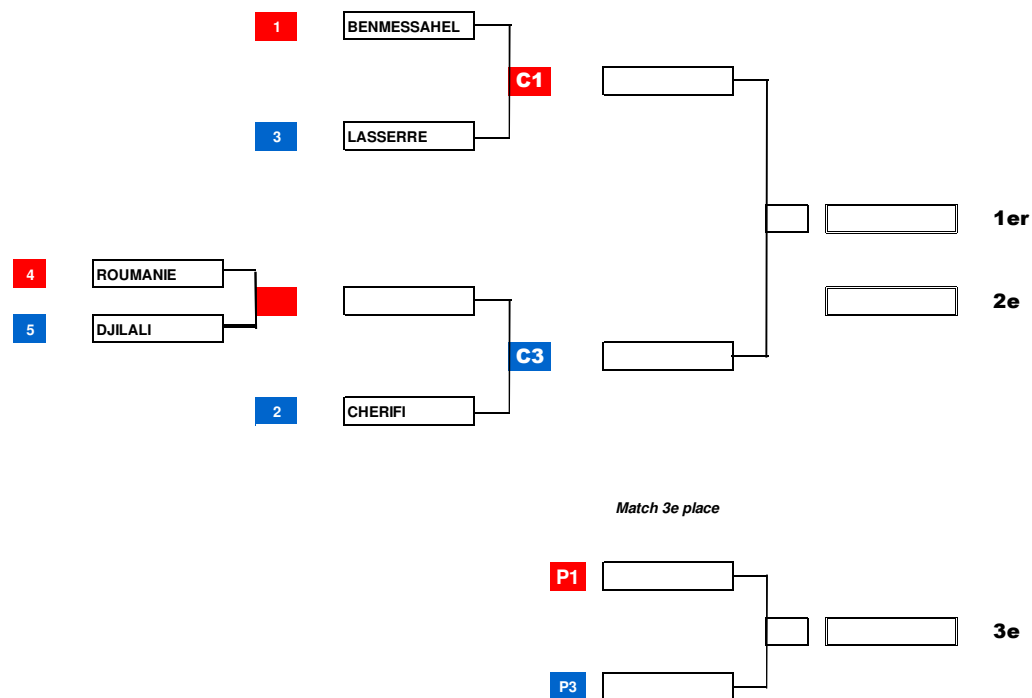 1 BENMESSAHEL
C1
3 LASSERRE
1er
4 ROUMANIE
2e
5 DJILALI
C3
2 CHERIFI
Match 3e place
P1
3e
P3